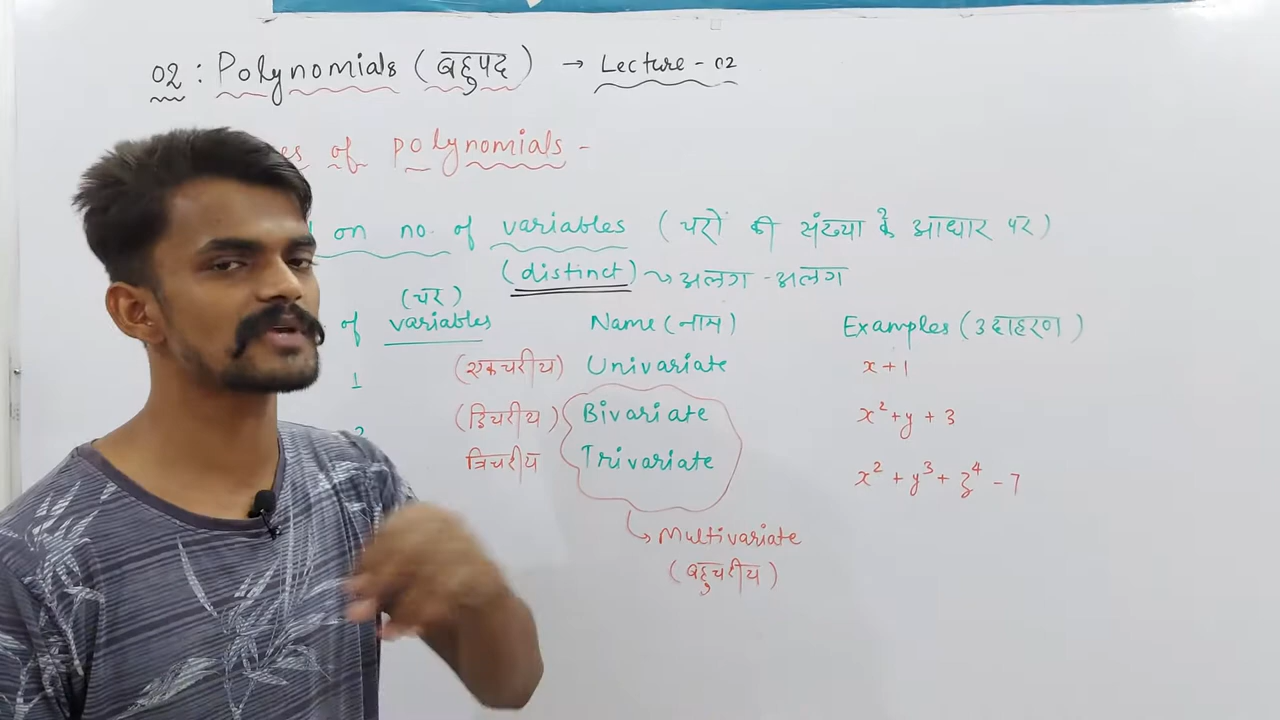 02 : Polynomials (बहुपद) → Lecture - 02
of polynomials -
on no. of variables (चरों की संख्या के आधार पर)
(distinct) ↝ अलग - अलग
(चर)
of variables Name (नाम) Examples (उदाहरण)
1 (एकचरीय) Univariate x + 1
2 (द्विचरीय) Bivariate x² + y + 3
त्रिचरीय Trivariate x² + y³ + z⁴ - 7
↳ Multivariate
(बहुचरीय)